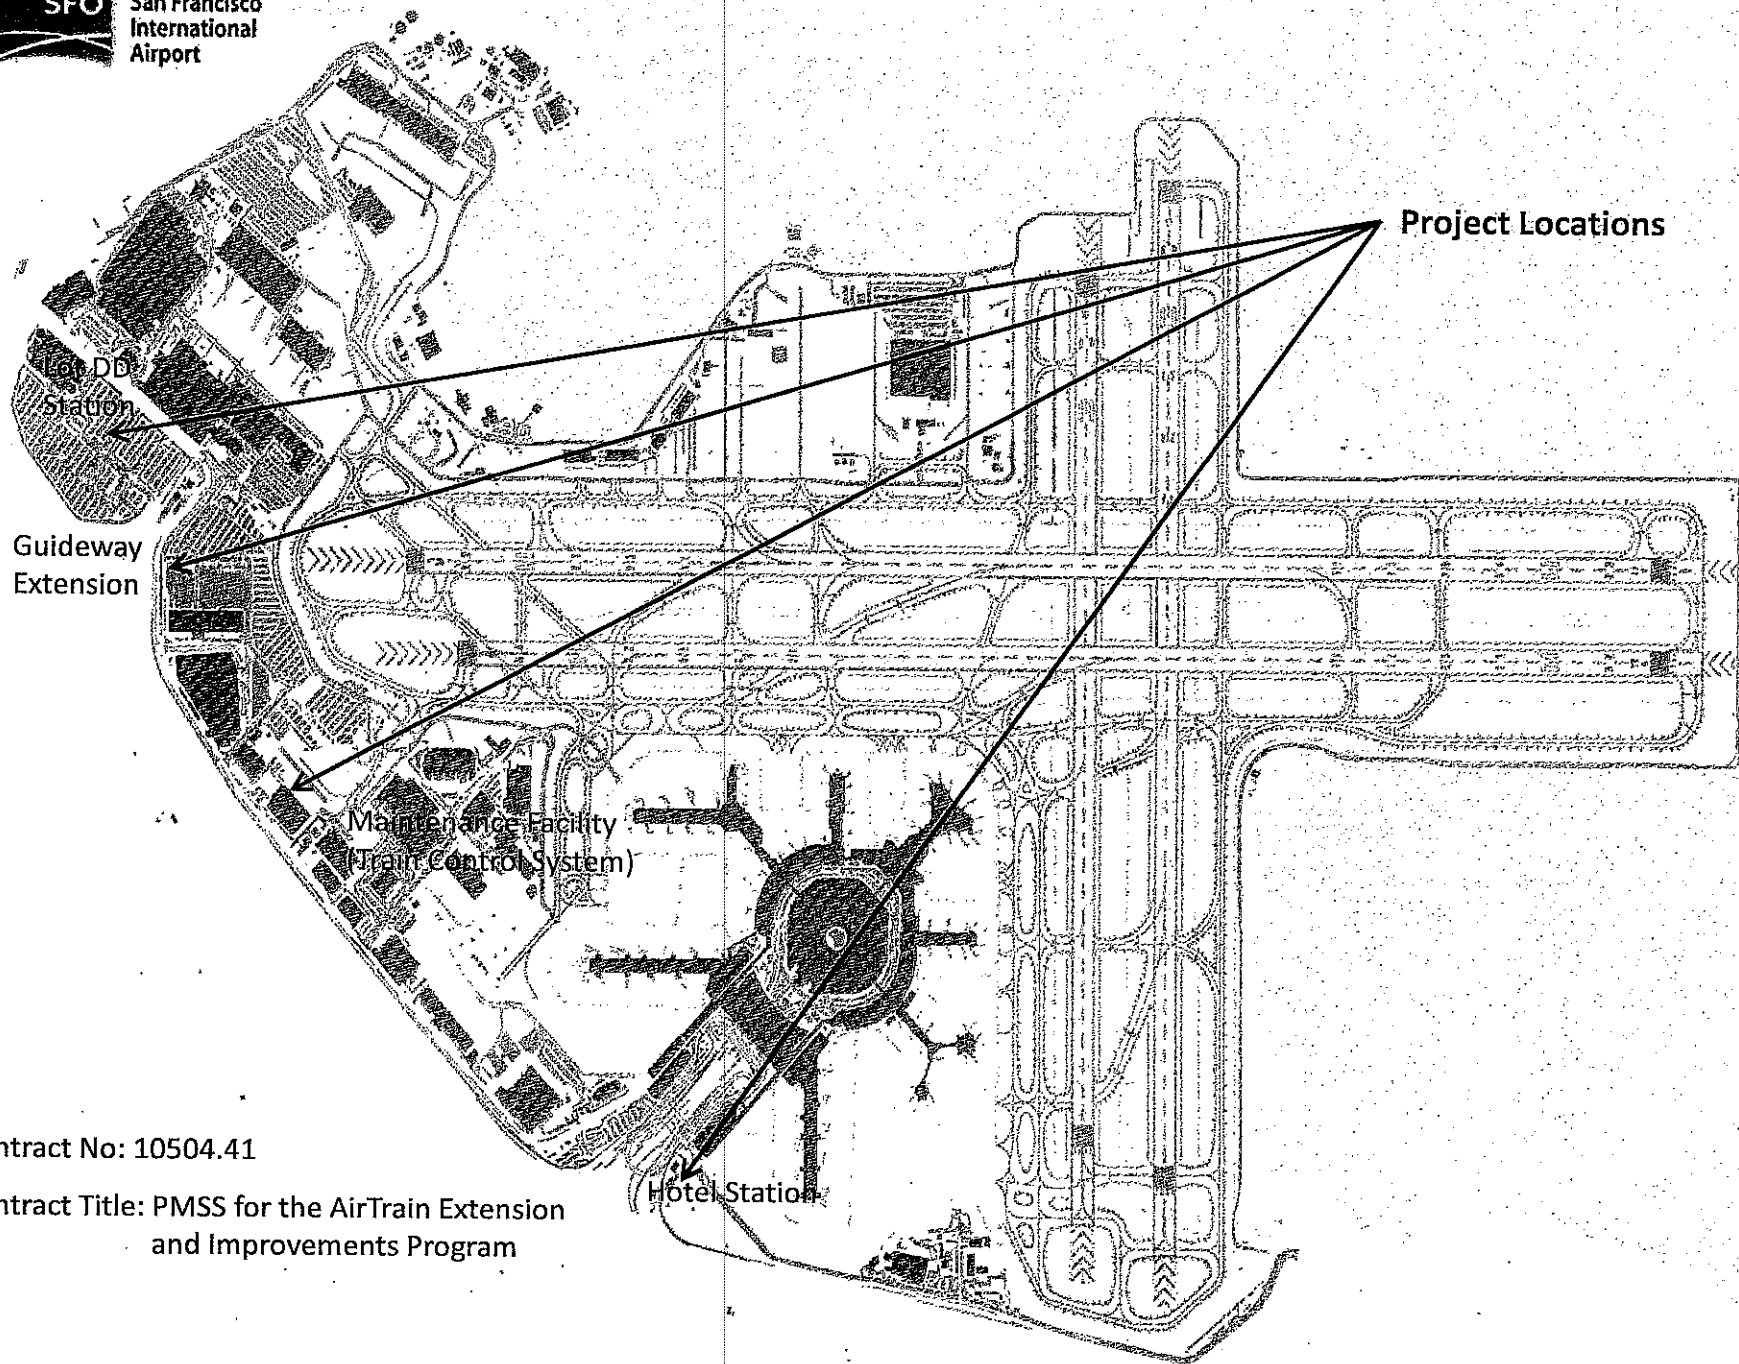 SFO
San Francisco
International
Airport
Project Locations
Lot DD
Station
Guideway
Extension
Maintenance Facility
(Train Control System)
Hotel Station
ntract No: 10504.41
ntract Title: PMSS for the AirTrain Extension
and Improvements Program